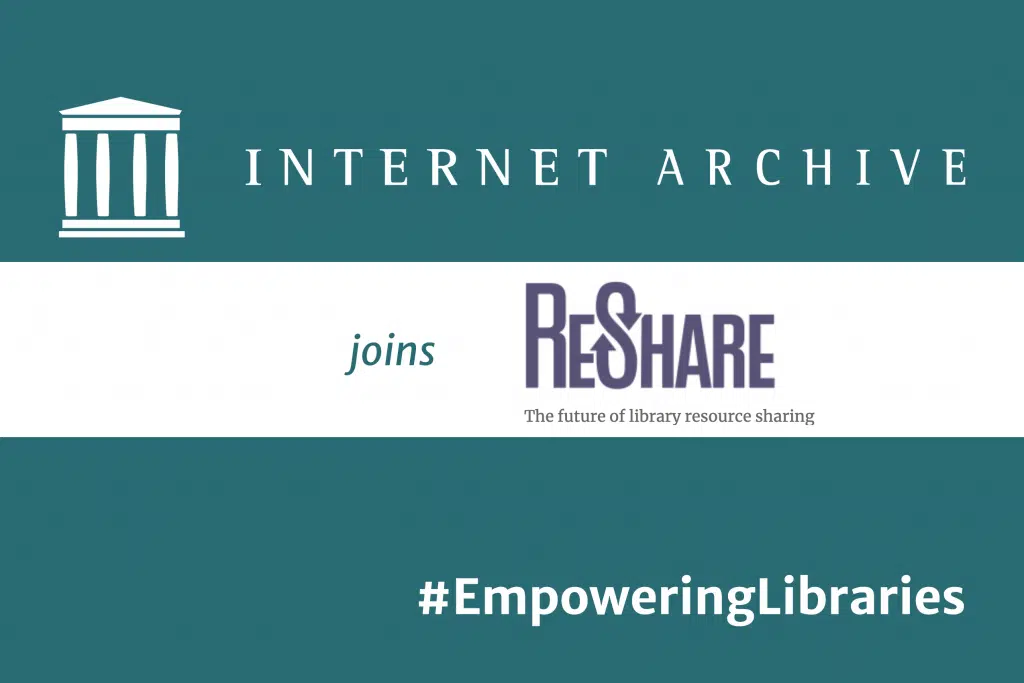 INTERNET ARCHIVE
joins
RESHARE
The future of library resource sharing
#EmpoweringLibraries